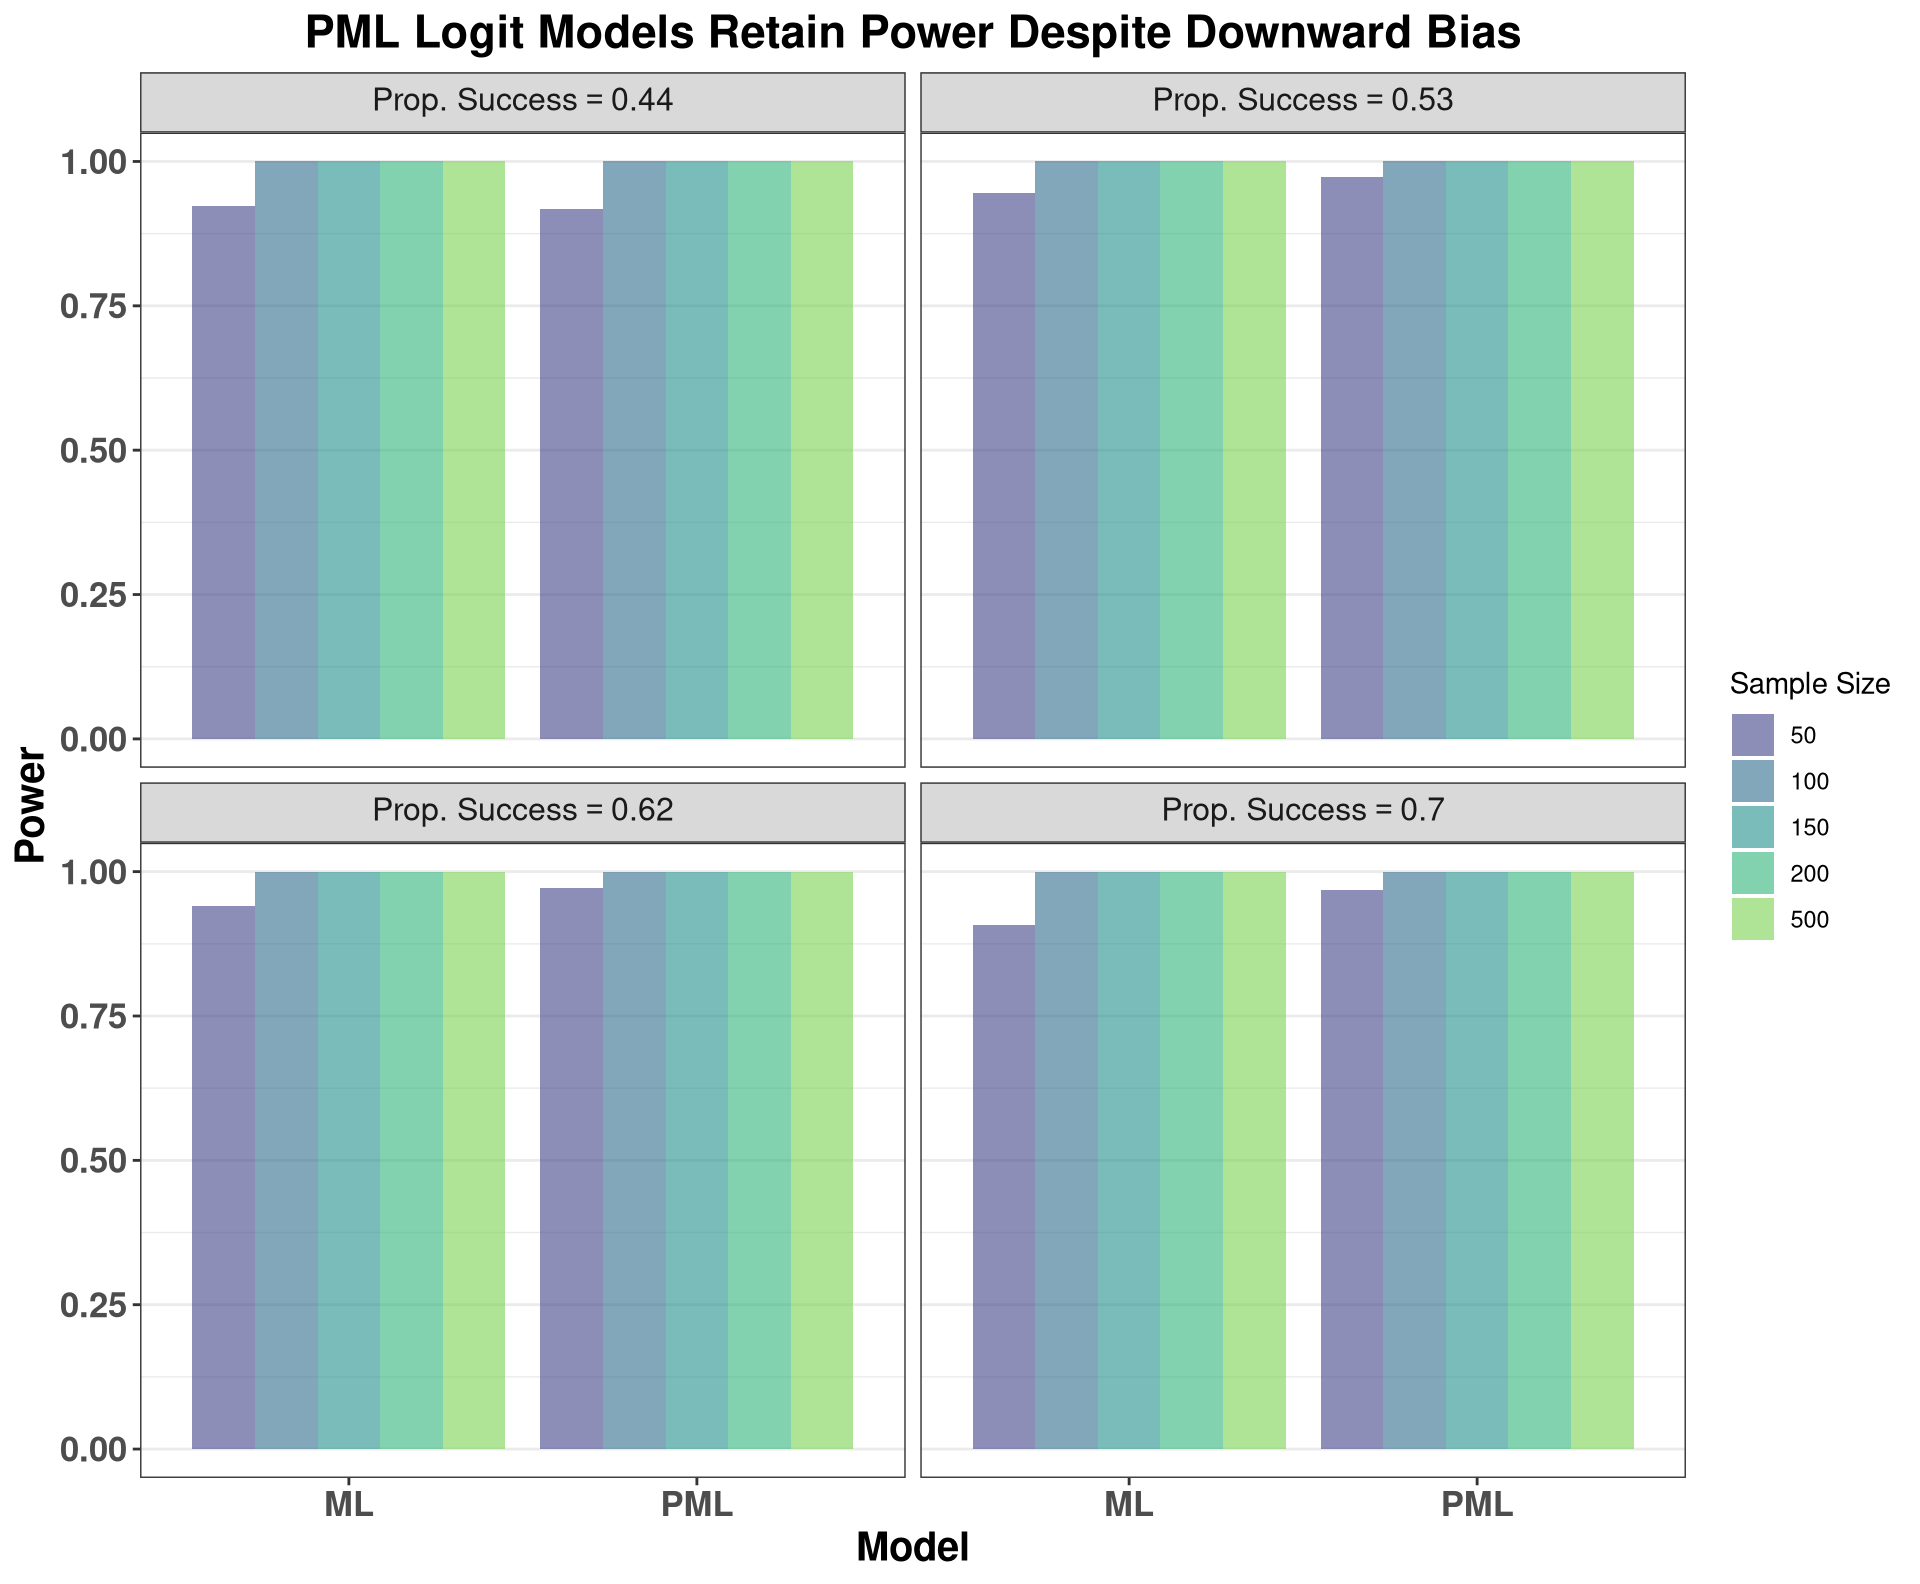 PML Logit Models Retain Power Despite Downward Bias
Prop. Success = 0.44
Prop. Success = 0.53
1.00
0.75
0.50
0.25
0.00
Prop. Success = 0.62
Prop. Success = 0.7
1.00
0.75
0.50
0.25
0.00
Power
ML
PML
ML
PML
Model
Sample Size
50
100
150
200
500